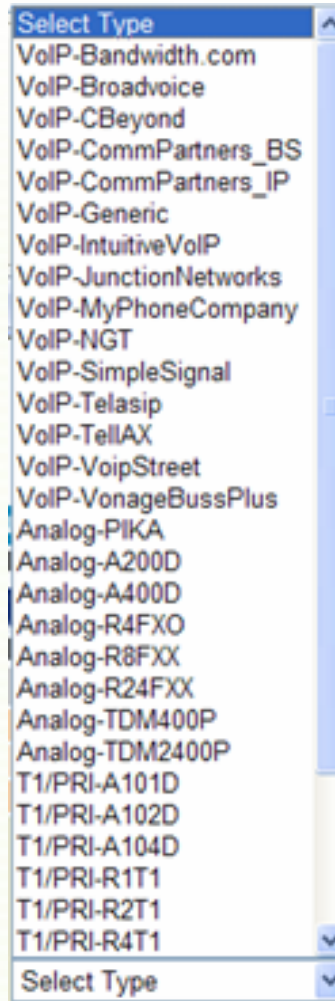 Select Type
VoIP-Bandwidth.com
VoIP-Broadvoice
VoIP-CBeyond
VoIP-CommPartners_BS
VoIP-CommPartners_IP
VoIP-Generic
VoIP-IntuitiveVoIP
VoIP-JunctionNetworks
VoIP-MyPhoneCompany
VoIP-NGT
VoIP-SimpleSignal
VoIP-Telasip
VoIP-TellAX
VoIP-VoipStreet
VoIP-VonageBussPlus
Analog-PIKA
Analog-A200D
Analog-A400D
Analog-R4FXO
Analog-R8FXX
Analog-R24FXX
Analog-TDM400P
Analog-TDM2400P
T1/PRI-A101D
T1/PRI-A102D
T1/PRI-A104D
T1/PRI-R1T1
T1/PRI-R2T1
T1/PRI-R4T1
Select Type